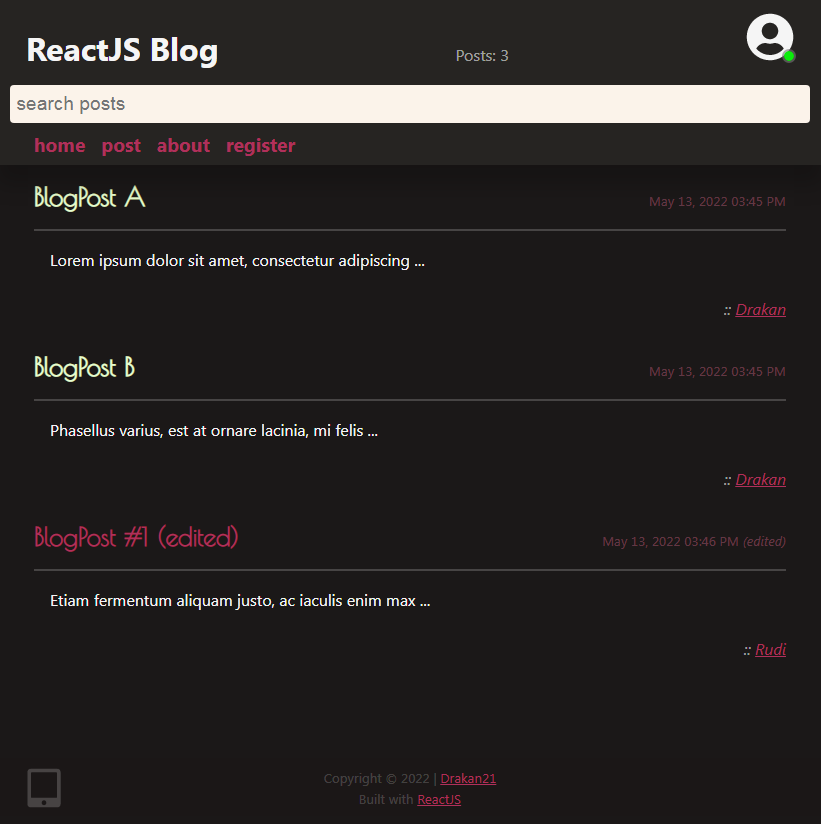 ReactJS Blog
Posts: 3
search posts
home post about register
BlogPost A
May 13, 2022 03:45 PM
Lorem ipsum dolor sit amet, consectetur adipiscing ...
:: Drakan
BlogPost B
May 13, 2022 03:45 PM
Phasellus varius, est at ornare lacinia, mi felis ...
:: Drakan
BlogPost #1 (edited)
May 13, 2022 03:46 PM (edited)
Etiam fermentum aliquam justo, ac iaculis enim max ...
:: Rudi
Copyright © 2022 | Drakan21
Built with ReactJS